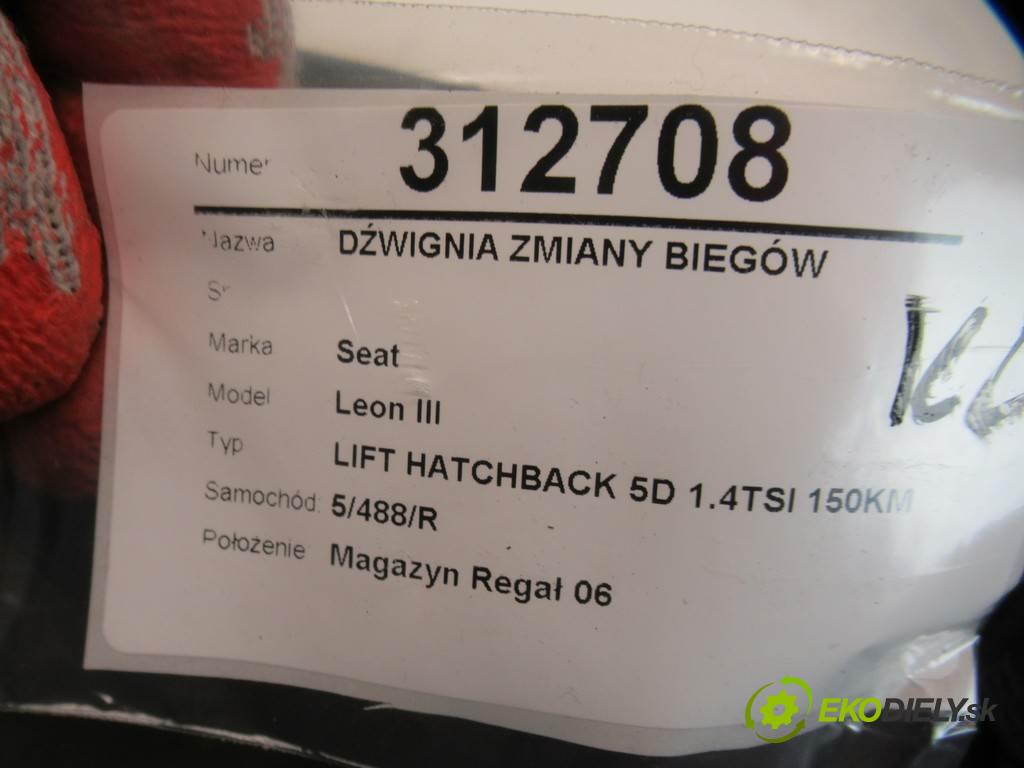 Numer 312708
Nazwa DŹWIGNIA ZMIANY BIEGÓW
Marka Seat
Model Leon III
Typ LIFT HATCHBACK 5D 1.4TSI 150KM
Samochód: 5/488/R
Położenie Magazyn Regał 06
EKODIELY.sk